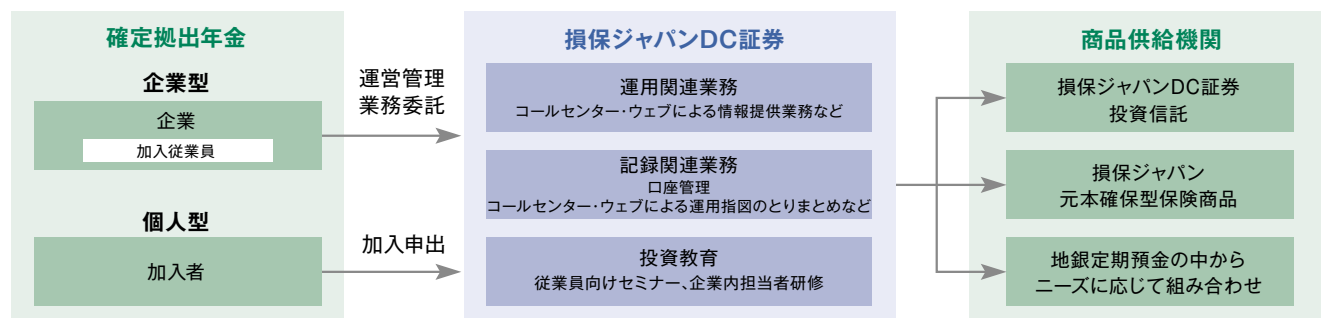 確定拠出年金
企業型
企業
加入従業員
個人型
加入者
運営管理
業務委託
加入申出
損保ジャパンDC証券
運用関連業務
コールセンター・ウェブによる情報提供業務など
記録関連業務
口座管理
コールセンター・ウェブによる運用指図のとりまとめなど
投資教育
従業員向けセミナー、企業内担当者研修
商品供給機関
損保ジャパンDC証券
投資信託
損保ジャパン
元本確保型保険商品
地銀定期預金の中から
ニーズに応じて組み合わせ